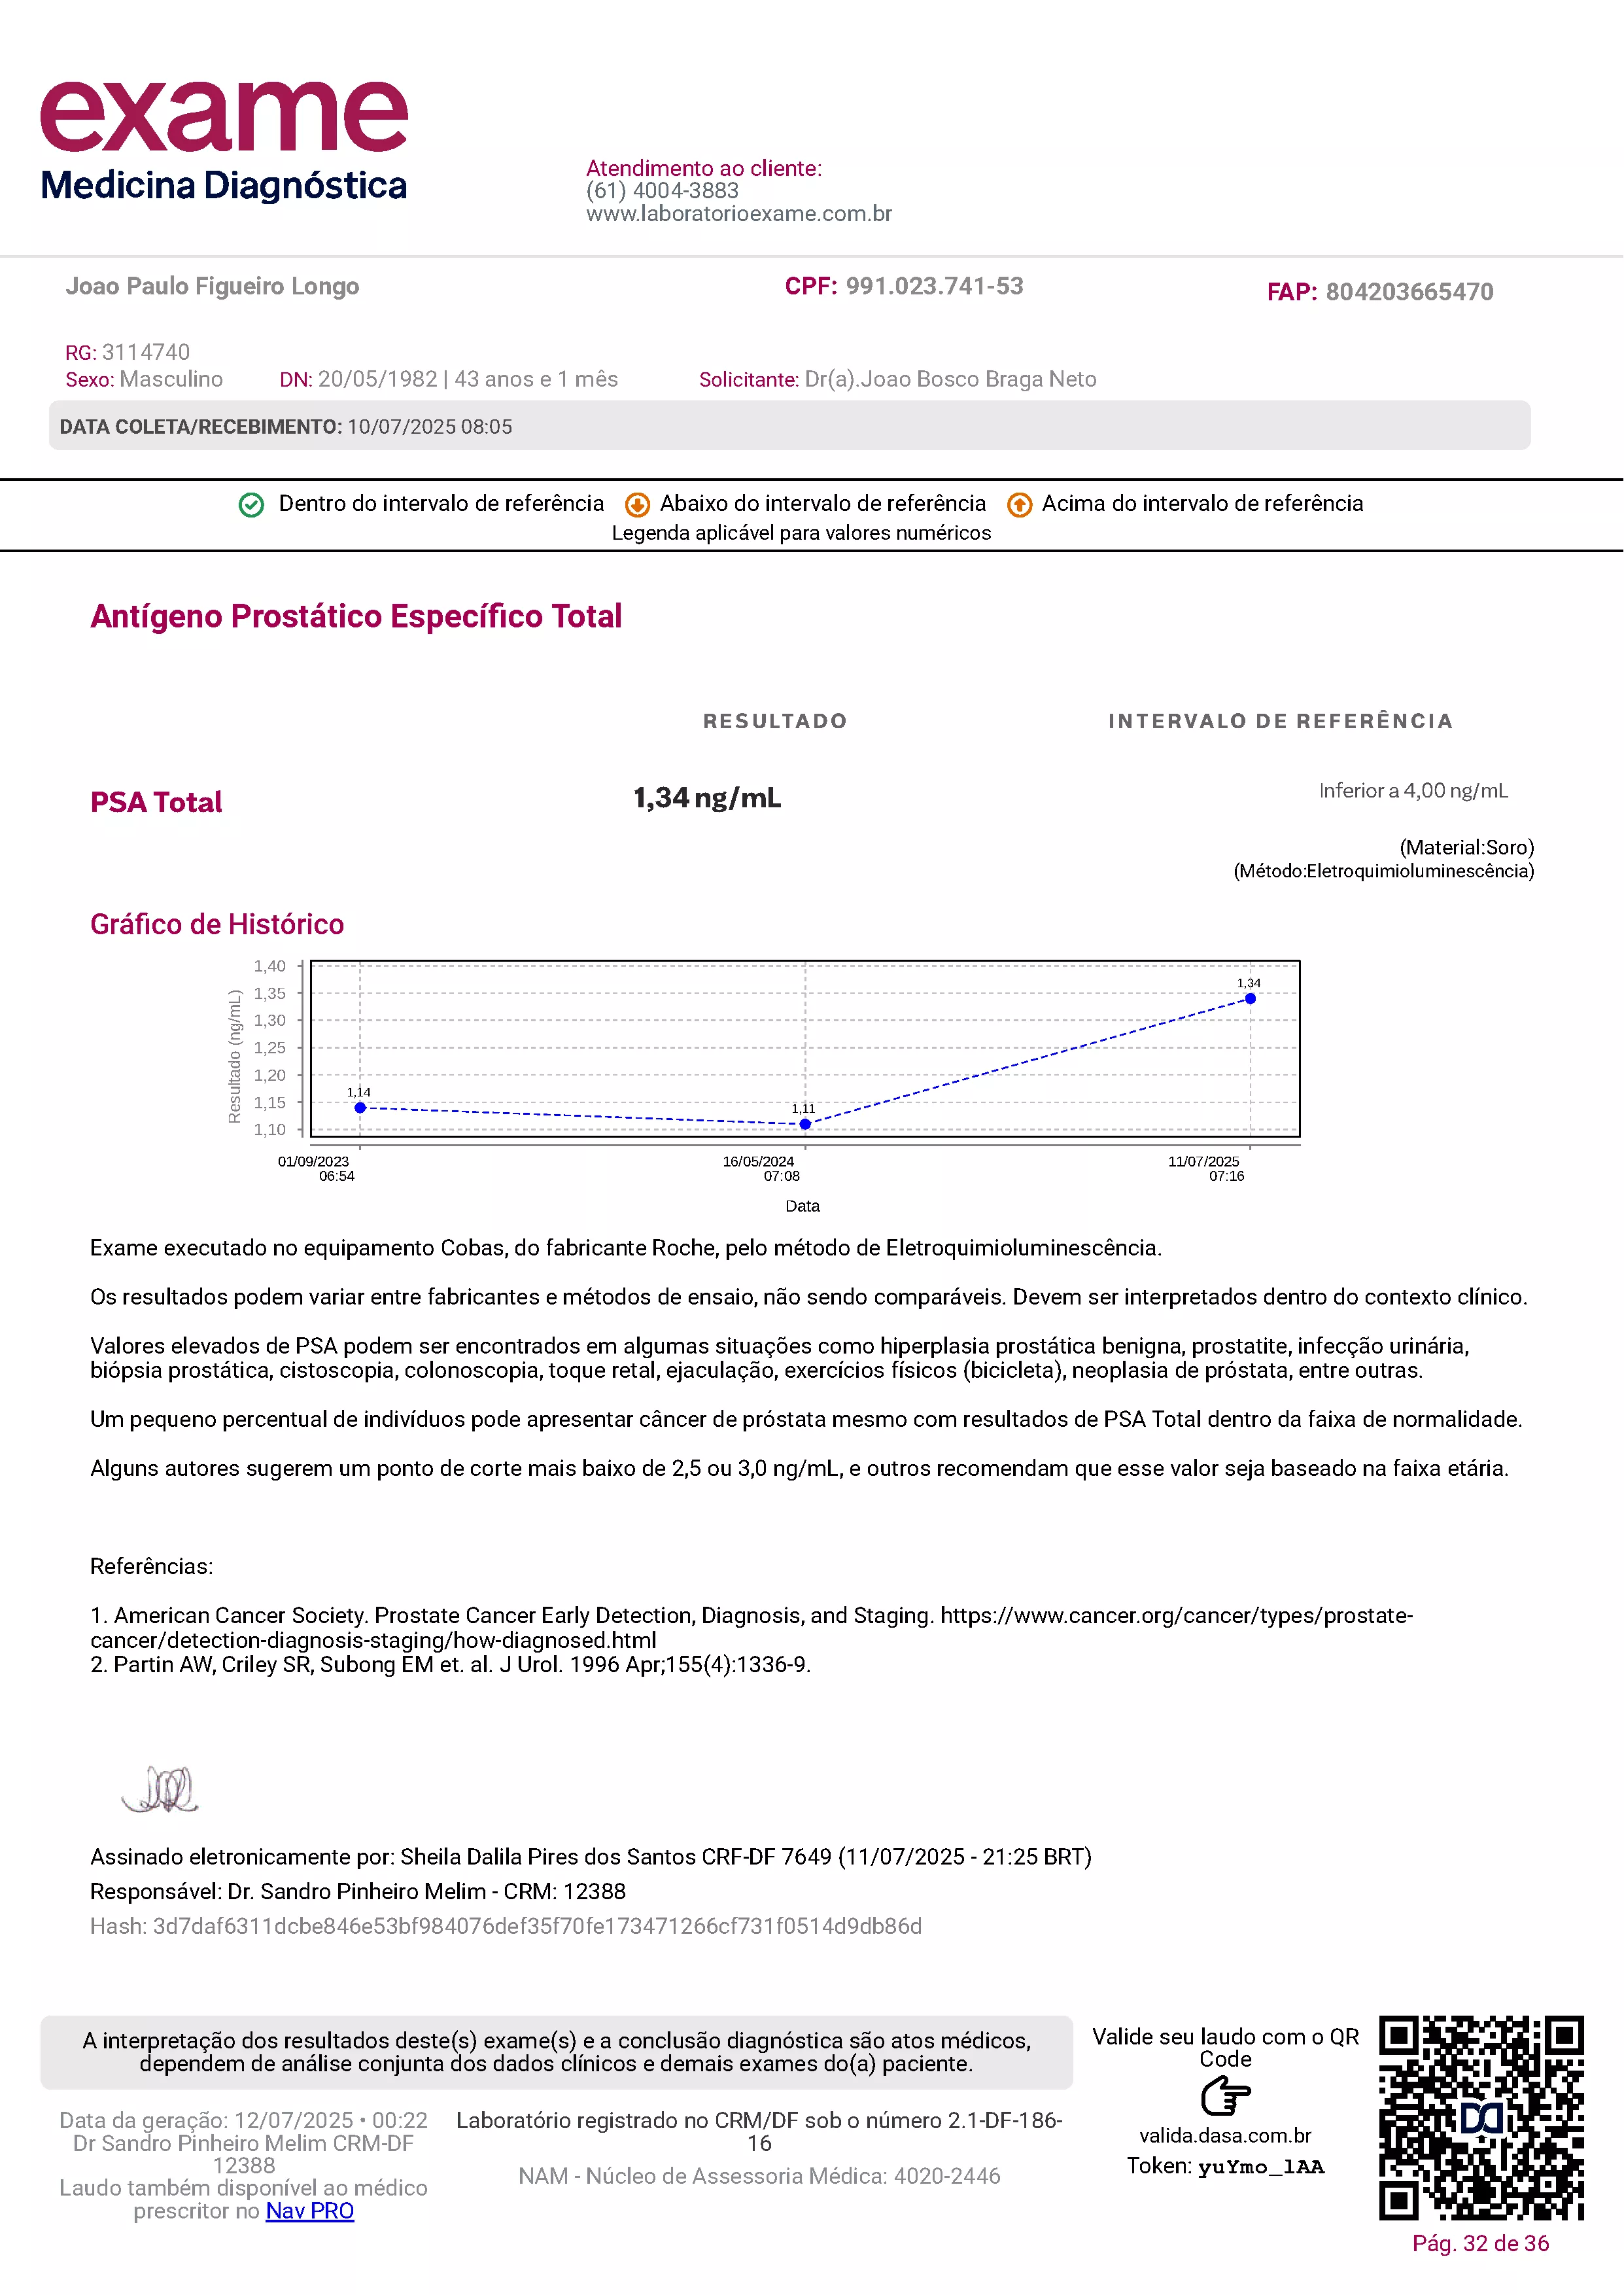 exame
Medicina Diagnóstica
Atendimento ao cliente:
(61) 4004-3883
www.laboratorioexame.com.br
Joao Paulo Figueiro Longo CPF: 991.023.741-53 FAP: 804203665470
RG: 3114740
Sexo: Masculino DN: 20/05/1982 | 43 anos e 1 mês Solicitante: Dr(a).Joao Bosco Braga Neto
DATA COLETA/RECEBIMENTO: 10/07/2025 08:05
Dentro do intervalo de referência Abaixo do intervalo de referência Acima do intervalo de referência
Legenda aplicável para valores numéricos
Antígeno Prostático Específico Total
RESULTADO INTERVALO DE REFERÊNCIA
PSA Total 1,34 ng/mL Inferior a 4,00 ng/mL
(Material:Soro)
(Método:Eletroquimioluminescência)
Gráfico de Histórico
Resultado (ng/mL)
1,40
1,35
1,30
1,25
1,20
1,15
1,10
1,14
1,11
1,34
01/09/2023 16/05/2024 11/07/2025
06:54 07:08 07:16
Data
Exame executado no equipamento Cobas, do fabricante Roche, pelo método de Eletroquimioluminescência.
Os resultados podem variar entre fabricantes e métodos de ensaio, não sendo comparáveis. Devem ser interpretados dentro do contexto clínico.
Valores elevados de PSA podem ser encontrados em algumas situações como hiperplasia prostática benigna, prostatite, infecção urinária,
biópsia prostática, cistoscopia, colonoscopia, toque retal, ejaculação, exercícios físicos (bicicleta), neoplasia de próstata, entre outras.
Um pequeno percentual de indivíduos pode apresentar câncer de próstata mesmo com resultados de PSA Total dentro da faixa de normalidade.
Alguns autores sugerem um ponto de corte mais baixo de 2,5 ou 3,0 ng/mL, e outros recomendam que esse valor seja baseado na faixa etária.
Referências:
1. American Cancer Society. Prostate Cancer Early Detection, Diagnosis, and Staging. https://www.cancer.org/cancer/types/prostate-
cancer/detection-diagnosis-staging/how-diagnosed.html
2. Partin AW, Criley SR, Subong EM et. al. J Urol. 1996 Apr;155(4):1336-9.
Assinado eletronicamente por: Sheila Dalila Pires dos Santos CRF-DF 7649 (11/07/2025 - 21:25 BRT)
Responsável: Dr. Sandro Pinheiro Melim - CRM: 12388
Hash: 3d7daf6311dcbe846e53bf984076def35f70fe173471266cf731f0514d9db86d
A interpretação dos resultados deste(s) exame(s) e a conclusão diagnóstica são atos médicos,
dependem de análise conjunta dos dados clínicos e demais exames do(a) paciente.
Data da geração: 12/07/2025 • 00:22
Dr Sandro Pinheiro Melim CRM-DF
12388
Laudo também disponível ao médico
prescritor no Nav PRO
Laboratório registrado no CRM/DF sob o número 2.1-DF-186-
16
NAM - Núcleo de Assessoria Médica: 4020-2446
Valide seu laudo com o QR
Code
valida.dasa.com.br
Token: yuYmo_lAA
Pág. 32 de 36